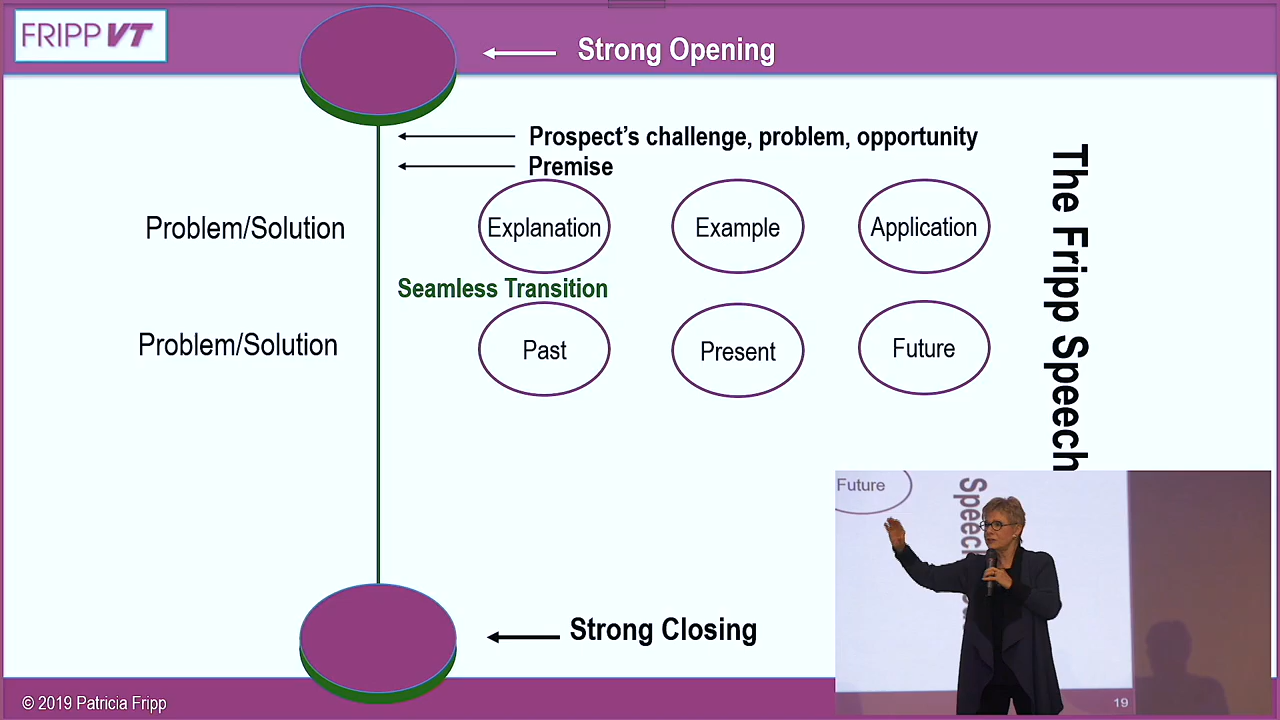 FRIPP VT
Strong Opening
Prospect's challenge, problem, opportunity
Premise
Problem/Solution
Explanation
Example
Application
Seamless Transition
Problem/Solution
Past
Present
Future
The Fripp Speech
Strong Closing
Future
Speech
19
© 2019 Patricia Fripp